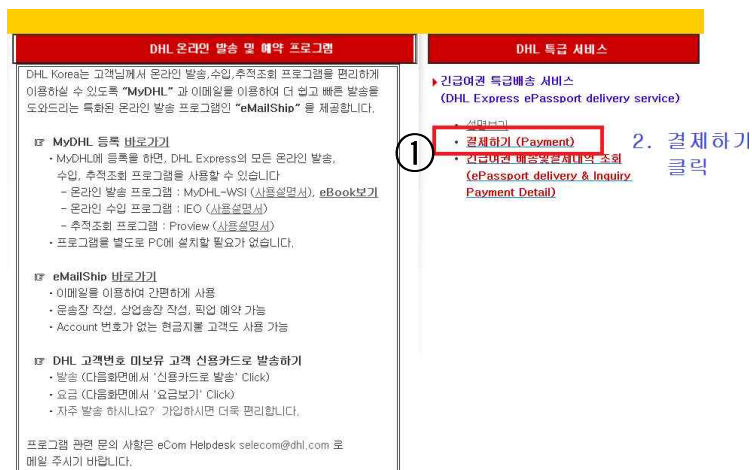 DHL 온라인 발송 및 예약 프로그램
DHL Korea는 고객님께서 온라인 발송,수입,추적조회 프로그램을 편리하게
이용하실 수 있도록 "MyDHL" 과 이메일을 이용하여 더 쉽고 빠른 발송을
도와드리는 특화된 온라인 발송 프로그램인 "eMailShip" 을 제공합니다.
☞ MyDHL 등록 바로가기
· MyDHL에 등록을 하면, DHL Express의 모든 온라인 발송,
수입, 추적조회 프로그램을 사용할 수 있습니다
- 온라인 발송 프로그램 : MyDHL-WSI (사용설명서), eBook보기
- 온라인 수입 프로그램 : IEO (사용설명서)
- 추적조회 프로그램 : Proview (사용설명서)
· 프로그램을 별도로 PC에 설치할 필요가 없습니다.
☞ eMailShip 바로가기
· 이메일을 이용하여 간편하게 사용
· 운송장 작성, 상업송장 작성, 픽업 예약 가능
· Account 번호가 없는 현금지불 고객도 사용 가능
☞ DHL 고객번호 미보유 고객 신용카드로 발송하기
· 발송 (다음화면에서 '신용카드로 발송' Click)
· 요금 (다음화면에서 '요금보기' Click)
· 자주 발송 하시나요? 가입하시면 더욱 편리합니다.
프로그램 관련 문의 사항은 eCom Helpdesk selecom@dhl.com 로
메일 주시기 바랍니다.
DHL 특급 서비스
긴급여권 특급배송 서비스
(DHL Express ePassport delivery service)
· 설명보기
· 결제하기 (Payment)
· 긴급여권 배송및결제내역 조회
(ePassport delivery & Inquiry
Payment Detail)
①
2. 결제하기
클릭